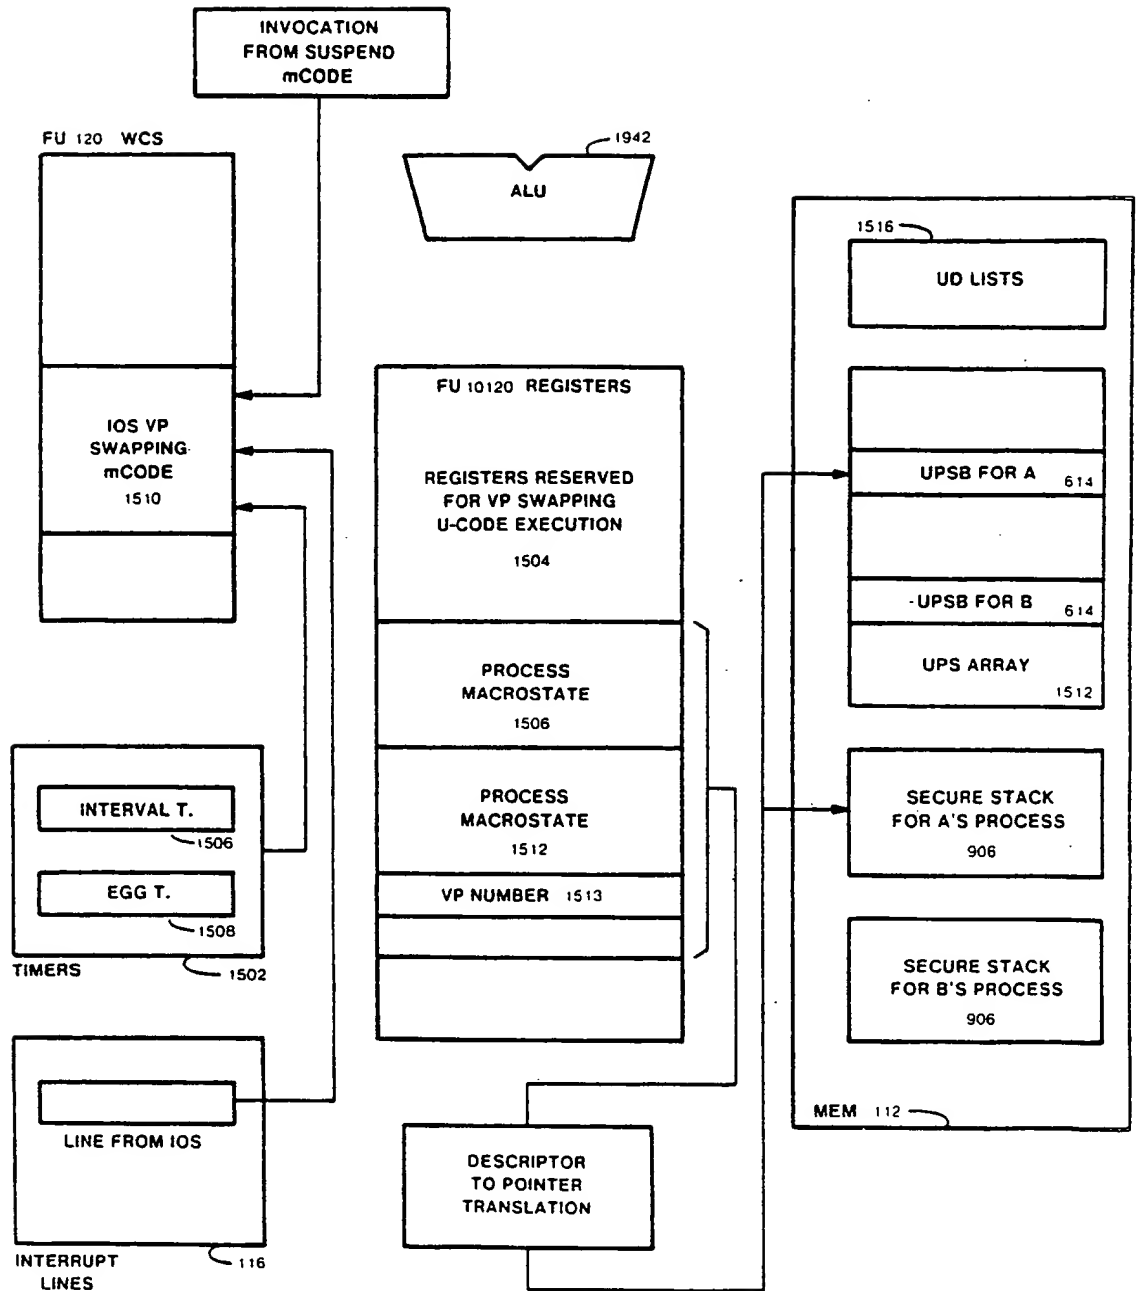 INVOCATION
FROM SUSPEND
mCODE
FU 120 WCS
IOS VP
SWAPPING
mCODE
1510
1942
ALU
FU 10120 REGISTERS
REGISTERS RESERVED
FOR VP SWAPPING
U-CODE EXECUTION
1504
PROCESS
MACROSTATE
1506
PROCESS
MACROSTATE
1512
VP NUMBER 1513
1516
UD LISTS
UPSB FOR A 614
UPSB FOR B 614
UPS ARRAY
1512
SECURE STACK
FOR A'S PROCESS
906
SECURE STACK
FOR B'S PROCESS
906
MEM 112
INTERVAL T.
1506
EGG T.
1508
TIMERS 1502
LINE FROM IOS
116
INTERRUPT
LINES
DESCRIPTOR
TO POINTER
TRANSLATION